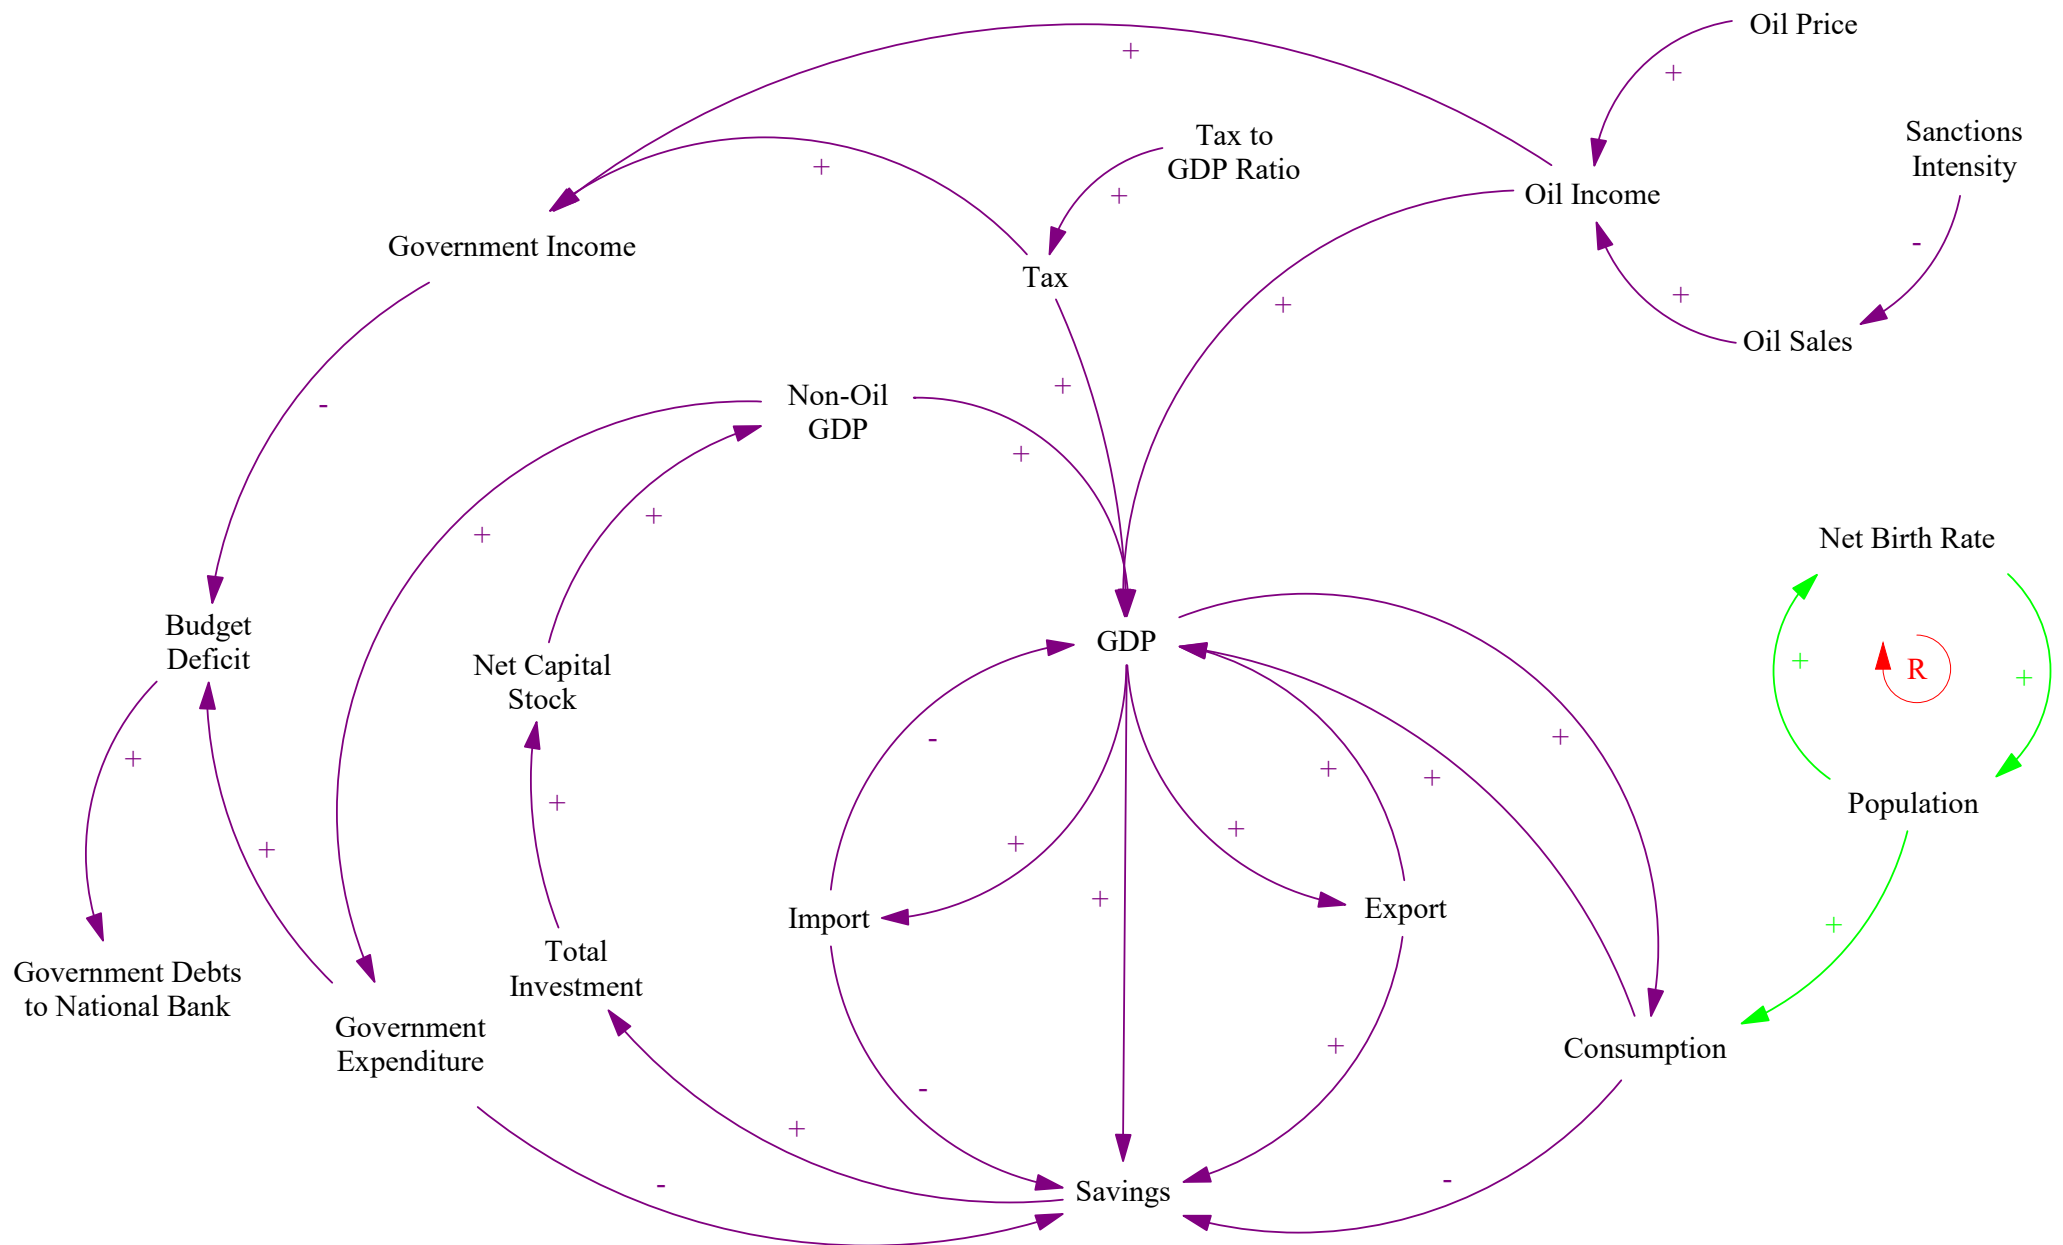 Oil Price
+
+
Sanctions
Intensity
Tax to
GDP Ratio
+
+
+
Oil Income
-
Government Income
Tax
+
+
Oil Sales
+
-
Non-Oil
GDP
+
+
+
Net Birth Rate
Budget
Deficit
GDP
Net Capital
Stock
+
R
+
-
+
+
+
+
+
Population
+
+
+
+
Import
Export
+
Total
Investment
Government Debts
to National Bank
Government
Expenditure
+
Consumption
-
+
-
-
Savings